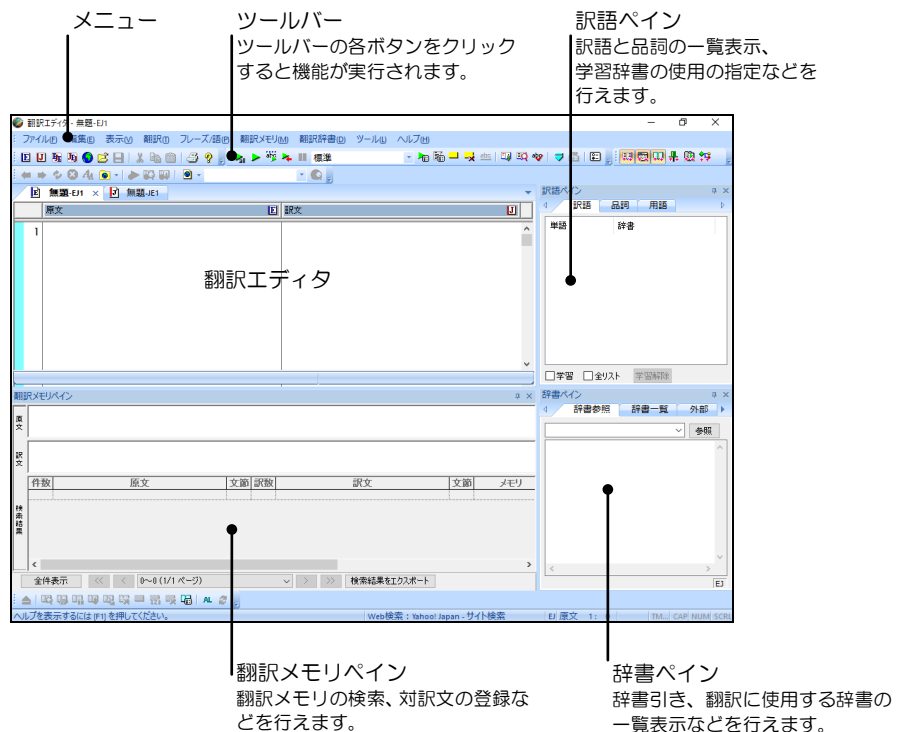 メニュー
ツールバー
ツールバーの各ボタンをクリック
すると機能が実行されます。
訳語ペイン
訳語と品詞の一覧表示、
学習辞書の使用の指定などを
行えます。
翻訳エディタ - 無題-EJ1
ファイル(F) 編集(E) 表示(V) 翻訳(T) フレーズ/語(P) 翻訳メモリ(M) 翻訳辞書(D) ツール(L) ヘルプ(H)
標準
無題-EJ1 × 無題-JE1
原文 E 訳文 J
1
翻訳エディタ
訳語ペイン
訳語 品詞 用語
単語 辞書
学習 全リスト 学習解除
翻訳メモリペイン
原文
訳文
件数 原文 文節 訳数 訳文 文節 メモリ
検索結果
全件表示 << < 0～0 (1/1 ページ) > >> 検索結果をエクスポート
AL
辞書ペイン
辞書参照 辞書一覧 外部
参照
EJ
ヘルプを表示するには [F1] を押してください。 Web検索：Yahoo! Japan - サイト検索 EJ 原文 1: TM... CAP NUM SCRL
翻訳メモリペイン
翻訳メモリの検索、対訳文の登録な
どを行えます。
辞書ペイン
辞書引き、翻訳に使用する辞書の
一覧表示などを行えます。